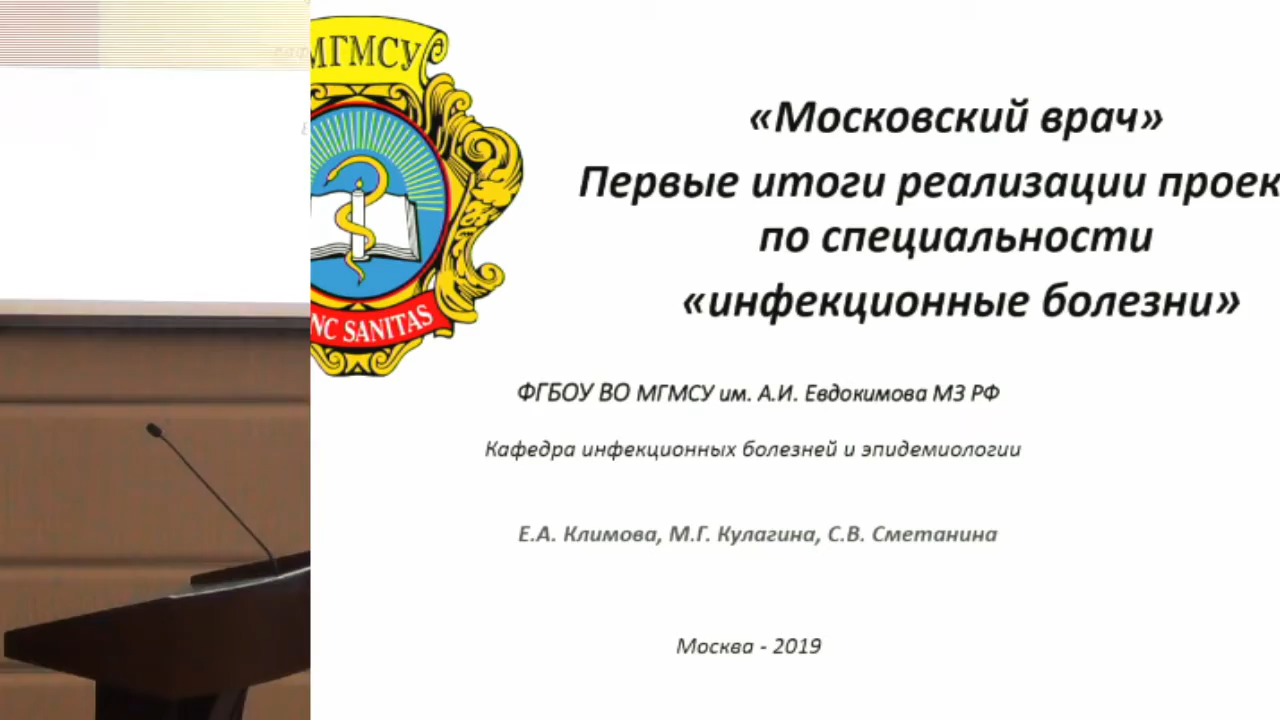 МГМСУ
NC SANITAS
«Московский врач»
Первые итоги реализации проек
по специальности
«инфекционные болезни»
ФГБОУ ВО МГМСУ им. А.И. Евдокимова МЗ РФ
Кафедра инфекционных болезней и эпидемиологии
Е.А. Климова, М.Г. Кулагина, С.В. Сметанина
Москва - 2019